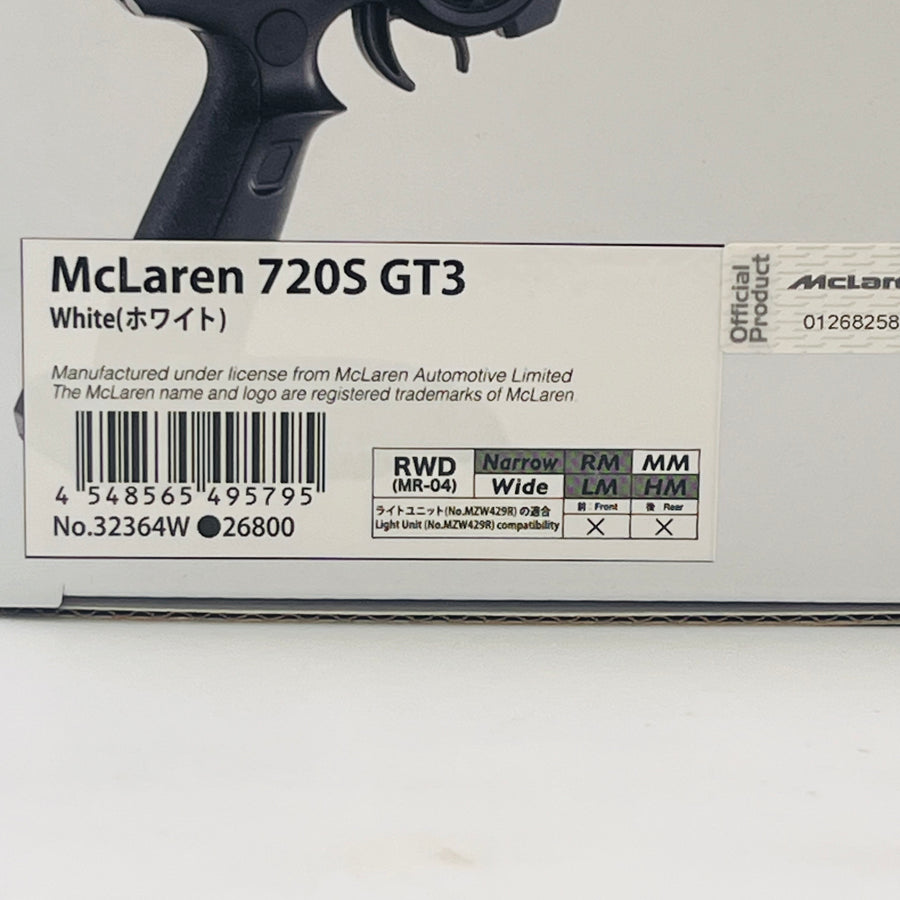 McLaren 720S GT3
White(ホワイト)
Manufactured under license from McLaren Automotive Limited
The McLaren name and logo are registered trademarks of McLaren.
4 548565 495795
No.32364W ●26800
RWD
(MR-04)
Narrow RM MM
Wide LM HM
ライトユニット(No.MZW429R) の適合
Light Unit (No.MZW429R) compatibility
前：Front 後：Rear
× ×
Official
Product
01268258